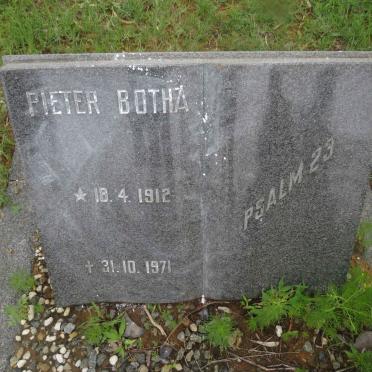 PIETER BOTHA
★ 18.4.1912
✝ 31.10.1971
PSALM 23